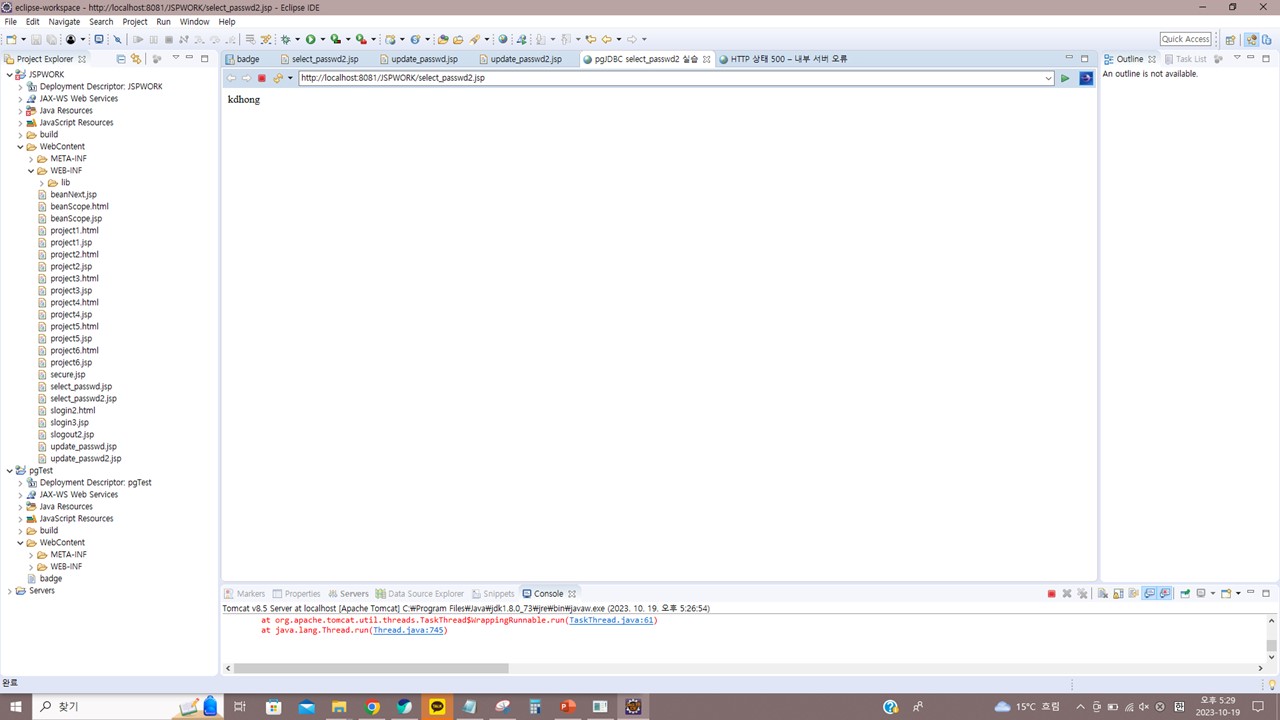 eclipse-workspace - http://localhost:8081/JSPWORK/select_passwd2.jsp - Eclipse IDE
File Edit Navigate Search Project Run Window Help
Quick Access
Project Explorer
badge
select_passwd2.jsp
update_passwd.jsp
update_passwd2.jsp
pgJDBC select_passwd2 실습
HTTP 상태 500 – 내부 서버 오류
Outline
Task List
http://localhost:8081/JSPWORK/select_passwd2.jsp
An outline is not available.
kdhong
JSPWORK
Deployment Descriptor: JSPWORK
JAX-WS Web Services
Java Resources
JavaScript Resources
build
WebContent
META-INF
WEB-INF
lib
beanNext.jsp
beanScope.html
beanScope.jsp
project1.html
project1.jsp
project2.html
project2.jsp
project3.html
project3.jsp
project4.html
project4.jsp
project5.html
project5.jsp
project6.html
project6.jsp
secure.jsp
select_passwd.jsp
select_passwd2.jsp
slogin2.html
slogin3.jsp
slogout2.jsp
update_passwd.jsp
update_passwd2.jsp
pgTest
Deployment Descriptor: pgTest
JAX-WS Web Services
Java Resources
JavaScript Resources
build
WebContent
META-INF
WEB-INF
badge
Servers
Markers Properties Servers Data Source Explorer Snippets Console
Tomcat v8.5 Server at localhost [Apache Tomcat] C:₩Program Files₩Java₩jdk1.8.0_73₩jre₩bin₩javaw.exe (2023. 10. 19. 오후 5:26:54)
at org.apache.tomcat.util.threads.TaskThread$WrappingRunnable.run(TaskThread.java:61)
at java.lang.Thread.run(Thread.java:745)
완료
찾기
15°C 흐림
오후 5:29
2023-10-19